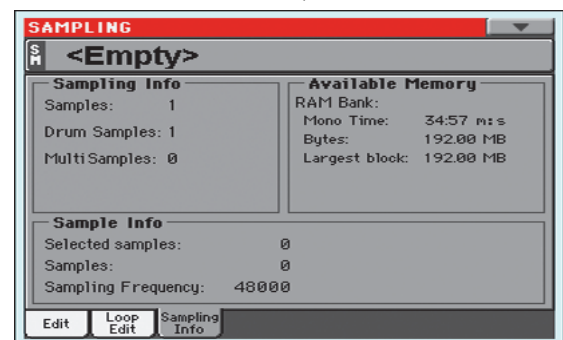 SAMPLING
SM <Empty>
Sampling Info
Samples: 1
Drum Samples: 1
MultiSamples: 0
Available Memory
RAM Bank:
Mono Time: 34:57 m:s
Bytes: 192.00 MB
Largest block: 192.00 MB
Sample Info
Selected samples: 0
Samples: 0
Sampling Frequency: 48000
Edit
Loop Edit
Sampling Info